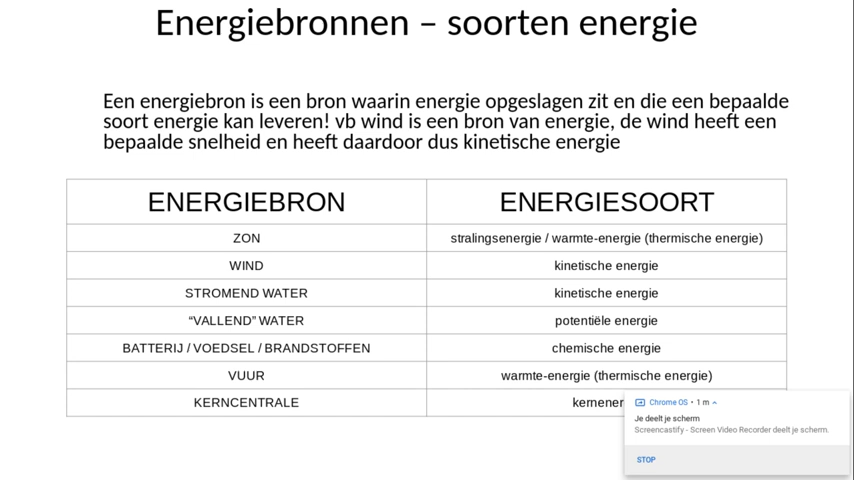 Energiebronnen – soorten energie
Een energiebron is een bron waarin energie opgeslagen zit en die een bepaalde
soort energie kan leveren! vb wind is een bron van energie, de wind heeft een
bepaalde snelheid en heeft daardoor dus kinetische energie
ENERGIEBRON ENERGIESOORT
ZON stralingsenergie / warmte-energie (thermische energie)
WIND kinetische energie
STROMEND WATER kinetische energie
“VALLEND” WATER potentiële energie
BATTERIJ / VOEDSEL / BRANDSTOFFEN chemische energie
VUUR warmte-energie (thermische energie)
KERNCENTRALE
Chrome OS • 1 m
Je deelt je scherm
Screencastify - Screen Video Recorder deelt je scherm.
STOP